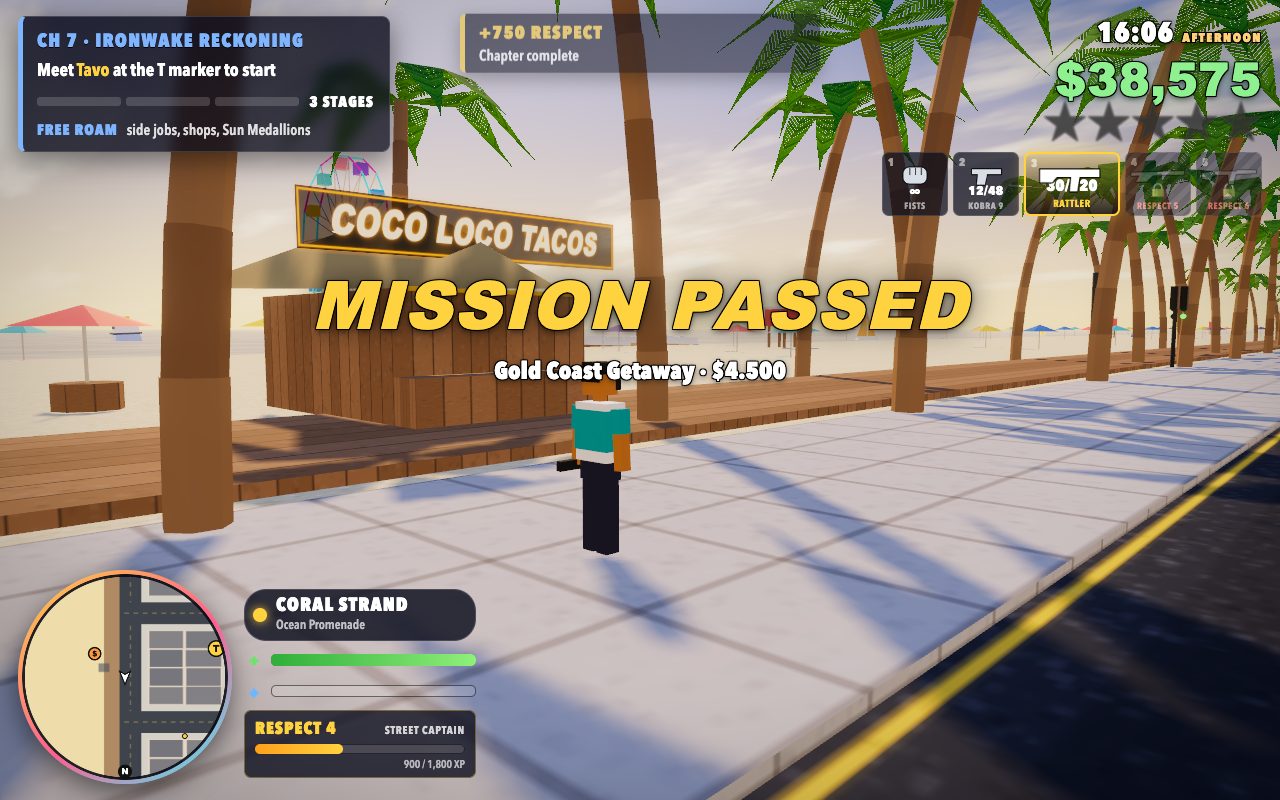 CH 7 · IRONWAKE RECKONING
Meet Tavo at the T marker to start
3 STAGES
FREE ROAM side jobs, shops, Sun Medallions
+750 RESPECT
Chapter complete
16:06 AFTERNOON
$38,575
1
FISTS
∞
2
12/48
KOBRA 9
3
30/120
RATTLER
4
RESPECT 5
RESPECT 6
COCO LOCO TACOS
MISSION PASSED
Gold Coast Getaway · $4.500
CORAL STRAND
Ocean Promenade
RESPECT 4 STREET CAPTAIN
900 / 1,800 XP
$
T
N